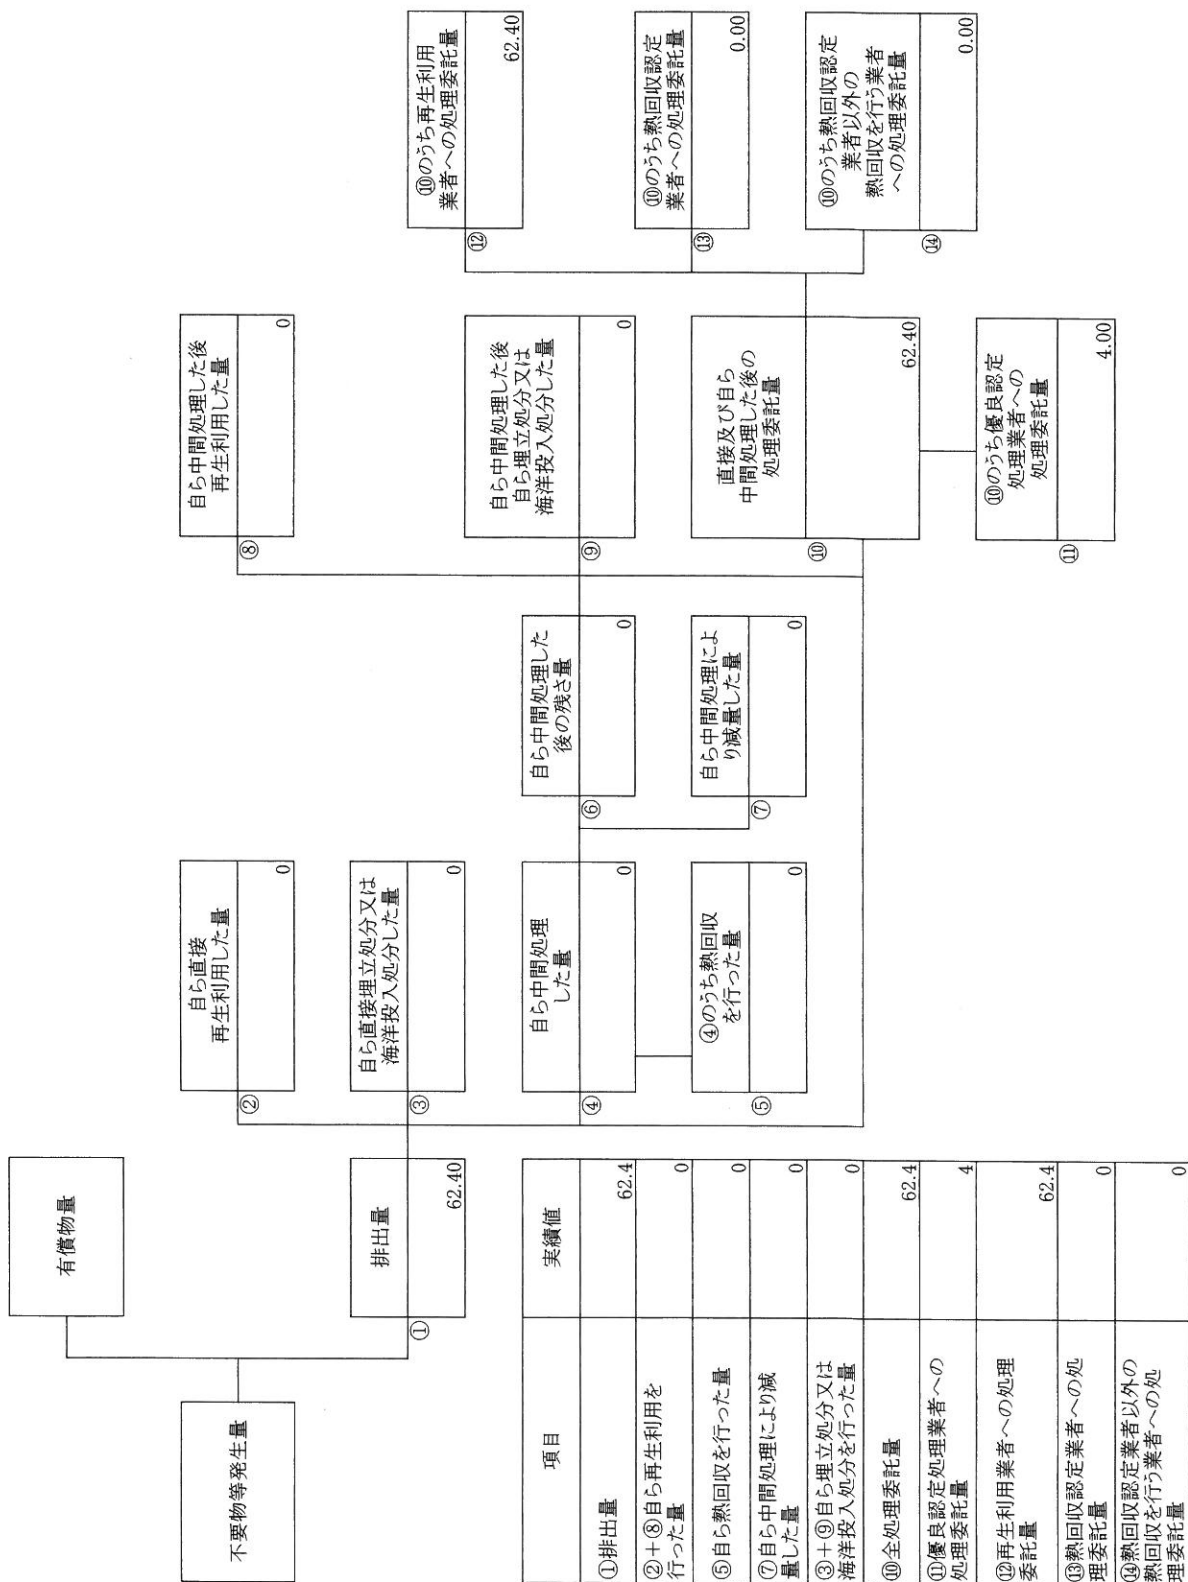 不要物等発生量
有償物量
①
排出量
62.40
②
自ら直接
再生利用した量
0
③
自ら直接埋立処分又は
海洋投入処分した量
0
④
自ら中間処理
した量
0
⑤
④のうち熱回収
を行った量
0
⑥
自ら中間処理した
後の残さ量
0
⑦
自ら中間処理によ
り減量した量
0
⑧
自ら中間処理した後
再生利用した量
0
⑨
自ら中間処理した後
自ら埋立処分又は
海洋投入処分した量
0
⑩
直接及び自ら
中間処理した後の
処理委託量
62.40
⑪
⑩のうち優良認定
処理業者への
処理委託量
4.00
⑫
⑩のうち再生利用
業者への処理委託量
62.40
⑬
⑩のうち熱回収認定
業者への処理委託量
0.00
⑭
⑩のうち熱回収認定
業者以外の
熱回収を行う業者
への処理委託量
0.00
項目
実績値
①排出量
62.4
②+⑧自ら再生利用を
行った量
0
⑤自ら熱回収を行った量
0
⑦自ら中間処理により減
量した量
0
③+⑨自ら埋立処分又は
海洋投入処分を行った量
0
⑩全処理委託量
62.4
⑪優良認定処理業者への
処理委託量
4
⑫再生利用業者への処理
委託量
62.4
⑬熱回収認定業者への処
理委託量
0
⑭熱回収認定業者以外の
熱回収を行う業者への処
理委託量
0